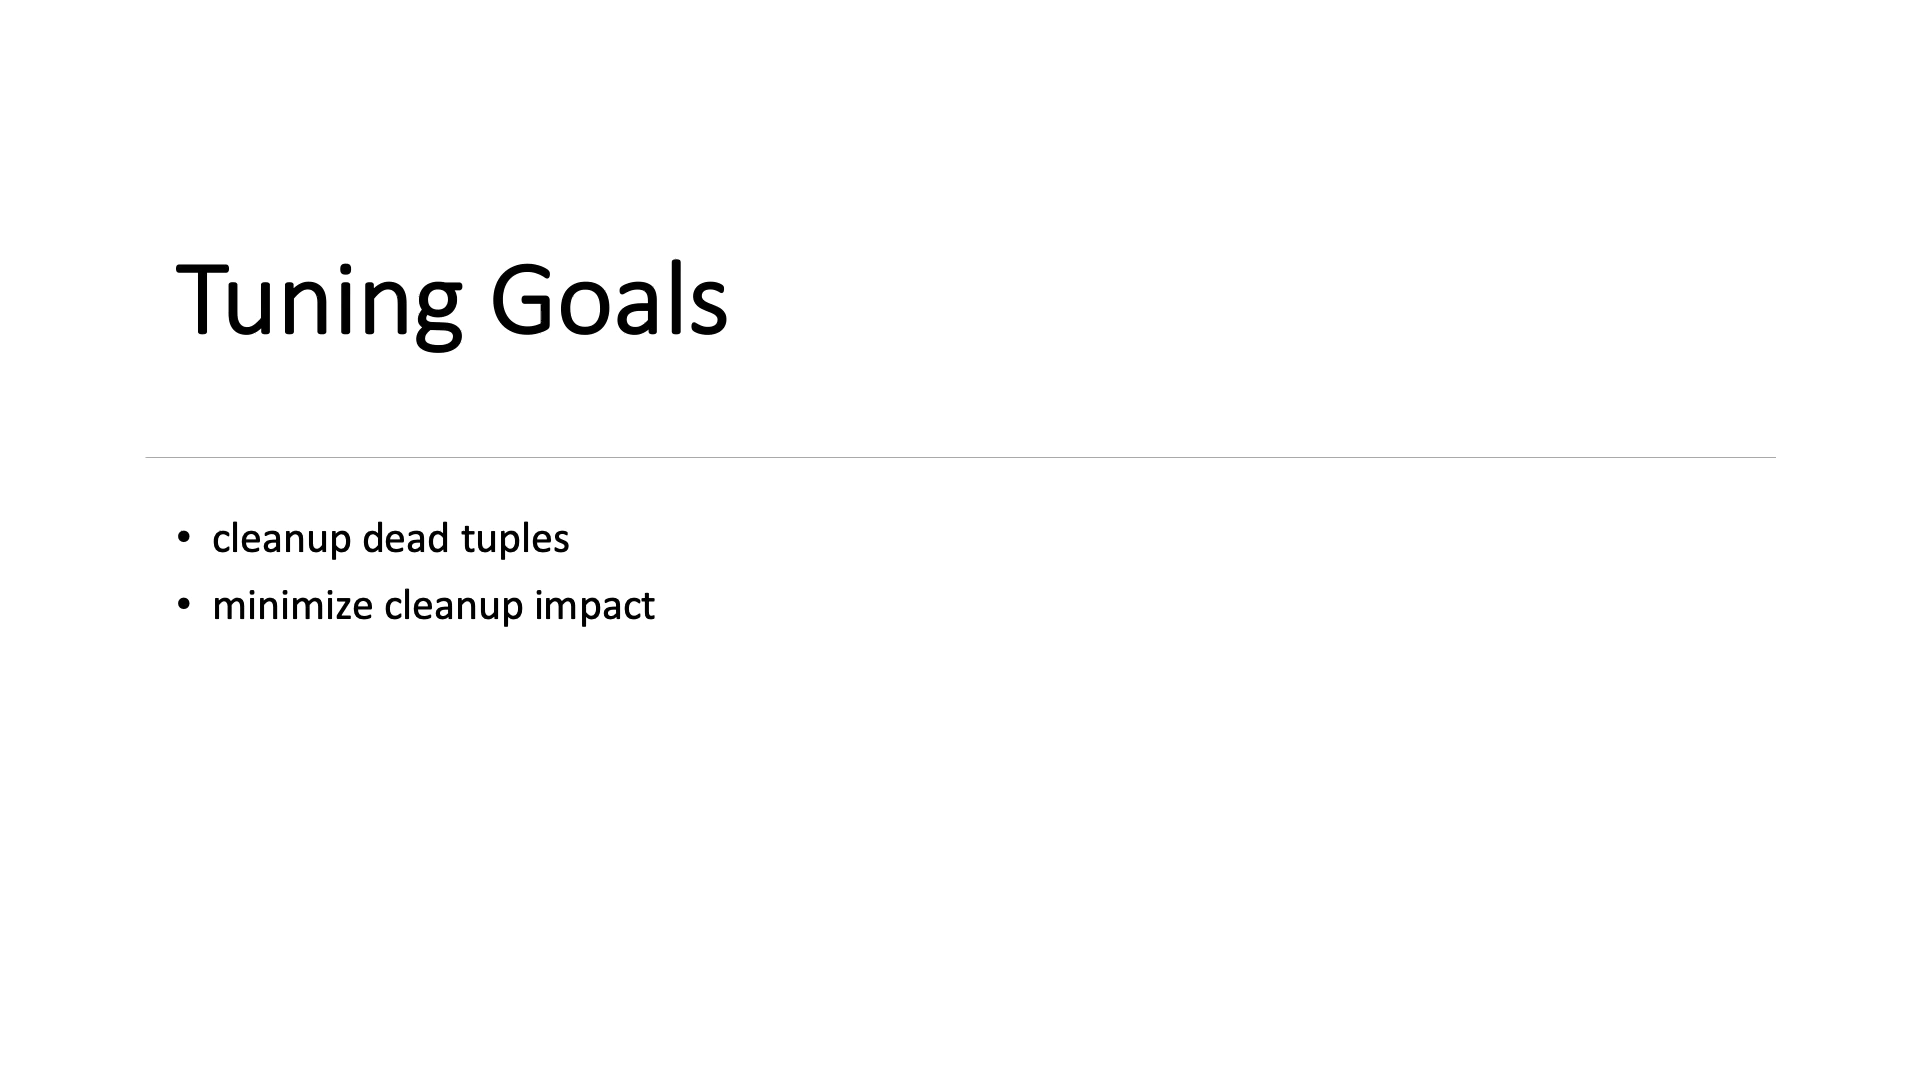 Tuning Goals
• cleanup dead tuples
• minimize cleanup impact